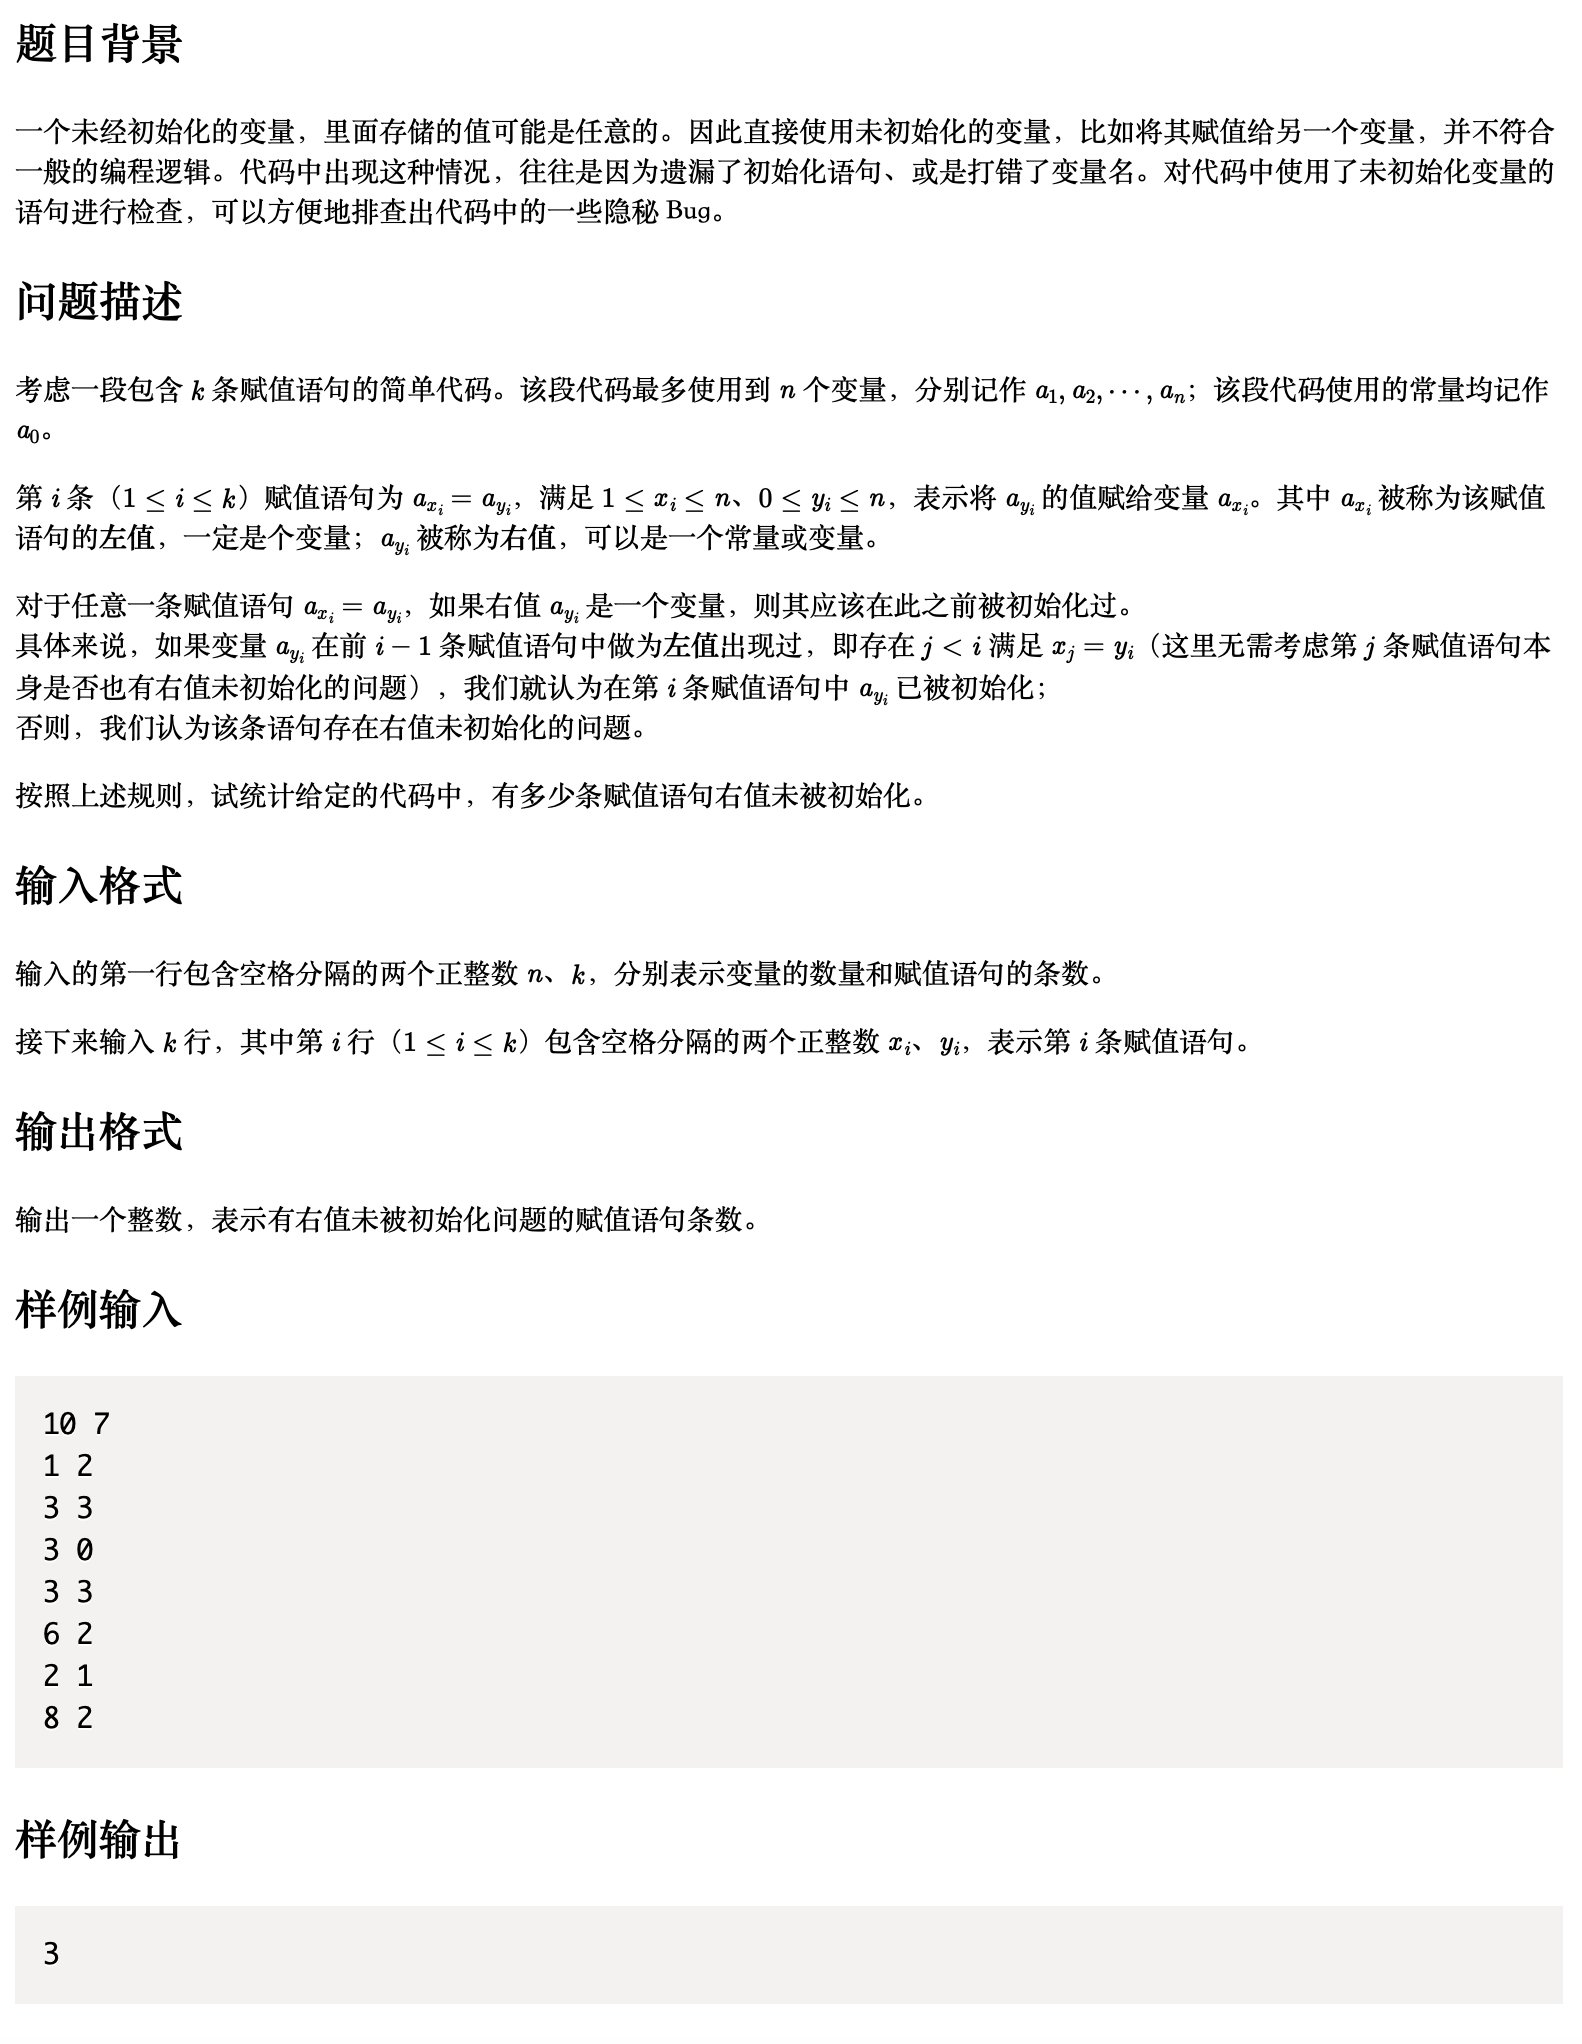 题目背景
一个未经初始化的变量，里面存储的值可能是任意的。因此直接使用未初始化的变量，比如将其赋值给另一个变量，并不符合
一般的编程逻辑。代码中出现这种情况，往往是因为遗漏了初始化语句、或是打错了变量名。对代码中使用了未初始化变量的
语句进行检查，可以方便地排查出代码中的一些隐秘 Bug。
问题描述
考虑一段包含 k 条赋值语句的简单代码。该段代码最多使用到 n 个变量，分别记作 a₁, a₂, ⋯ , aₙ；该段代码使用的常量均记作
a₀。
第 i 条（1 ≤ i ≤ k）赋值语句为 a_{x_i} = a_{y_i}，满足 1 ≤ x_i ≤ n、0 ≤ y_i ≤ n，表示将 a_{y_i} 的值赋给变量 a_{x_i}。其中 a_{x_i} 被称为该赋值
语句的左值，一定是个变量；a_{y_i} 被称为右值，可以是一个常量或变量。
对于任意一条赋值语句 a_{x_i} = a_{y_i}，如果右值 a_{y_i} 是一个变量，则其应该在此之前被初始化过。
具体来说，如果变量 a_{y_i} 在前 i − 1 条赋值语句中做为左值出现过，即存在 j < i 满足 x_j = y_i（这里无需考虑第 j 条赋值语句本
身是否也有右值未初始化的问题），我们就认为在第 i 条赋值语句中 a_{y_i} 已被初始化；
否则，我们认为该条语句存在右值未初始化的问题。
按照上述规则，试统计给定的代码中，有多少条赋值语句右值未被初始化。
输入格式
输入的第一行包含空格分隔的两个正整数 n、k，分别表示变量的数量和赋值语句的条数。
接下来输入 k 行，其中第 i 行（1 ≤ i ≤ k）包含空格分隔的两个正整数 x_i、y_i，表示第 i 条赋值语句。
输出格式
输出一个整数，表示有右值未被初始化问题的赋值语句条数。
样例输入
10 7
1 2
3 3
3 0
3 3
6 2
2 1
8 2
样例输出
3